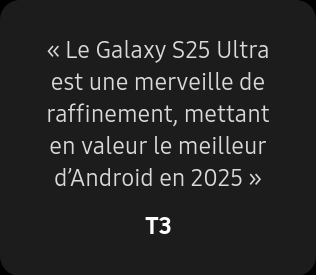 « Le Galaxy S25 Ultra
est une merveille de
raffinement, mettant
en valeur le meilleur
d’Android en 2025 »
T3